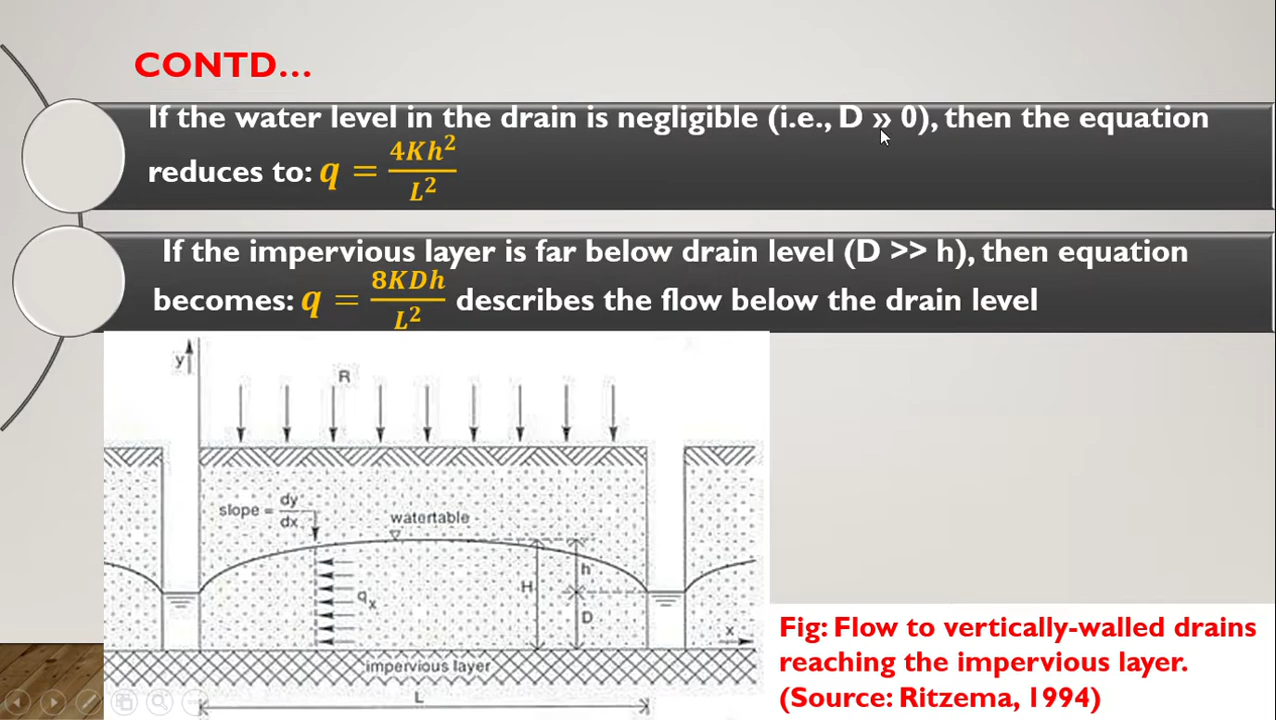 CONTD...
If the water level in the drain is negligible (i.e., D » 0), then the equation
reduces to: q = 4Kh²/L²
If the impervious layer is far below drain level (D >> h), then equation
becomes: q = 8KDh/L² describes the flow below the drain level
y
R
slope = dy/dx
watertable
qx
H
h
D
x
impervious layer
L
Fig: Flow to vertically-walled drains
reaching the impervious layer.
(Source: Ritzema, 1994)